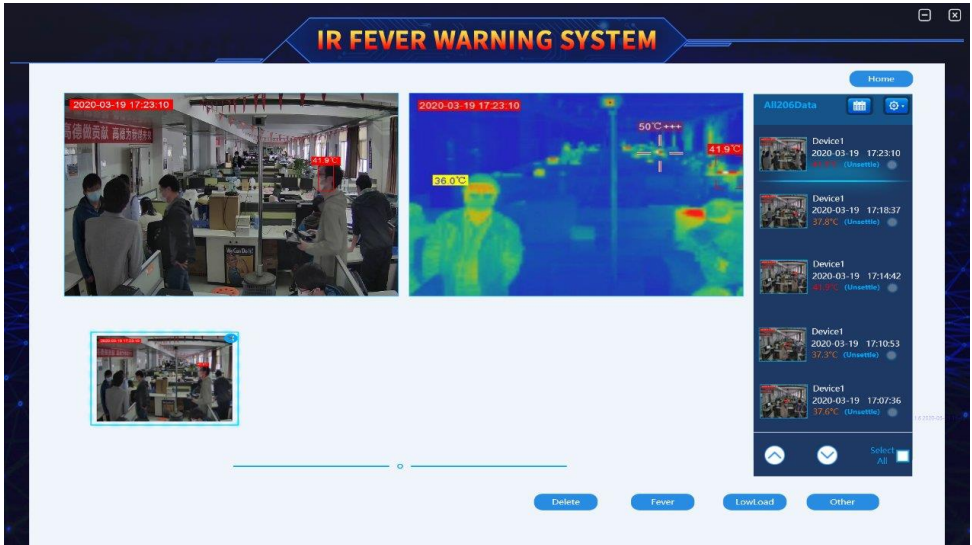 IR FEVER WARNING SYSTEM
Home
2020-03-19 17:23:10
41.9℃
2020-03-19 17:23:10
50℃+++
41.9℃
36.0℃
All206Data
Device1
2020-03-19 17:23:10
(Unsettle)
Device1
2020-03-19 17:18:37
37.8℃ (Unsettle)
Device1
2020-03-19 17:14:42
(Unsettle)
Device1
2020-03-19 17:10:53
37.3℃ (Unsettle)
Device1
2020-03-19 17:07:36
37.6℃ (Unsettle)
Select
All
Delete
Fever
LowLoad
Other